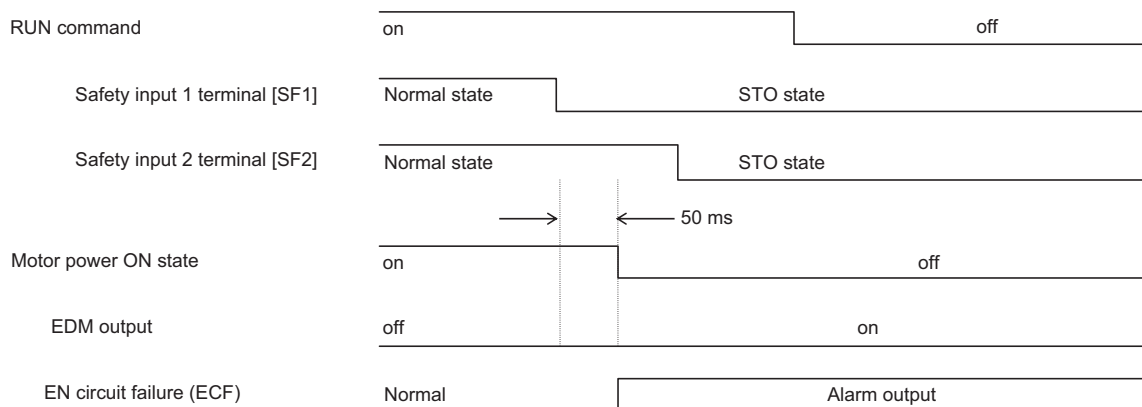 RUN command
on
off
Safety input 1 terminal [SF1]
Normal state
STO state
Safety input 2 terminal [SF2]
Normal state
STO state
50 ms
Motor power ON state
on
off
EDM output
off
on
EN circuit failure (ECF)
Normal
Alarm output